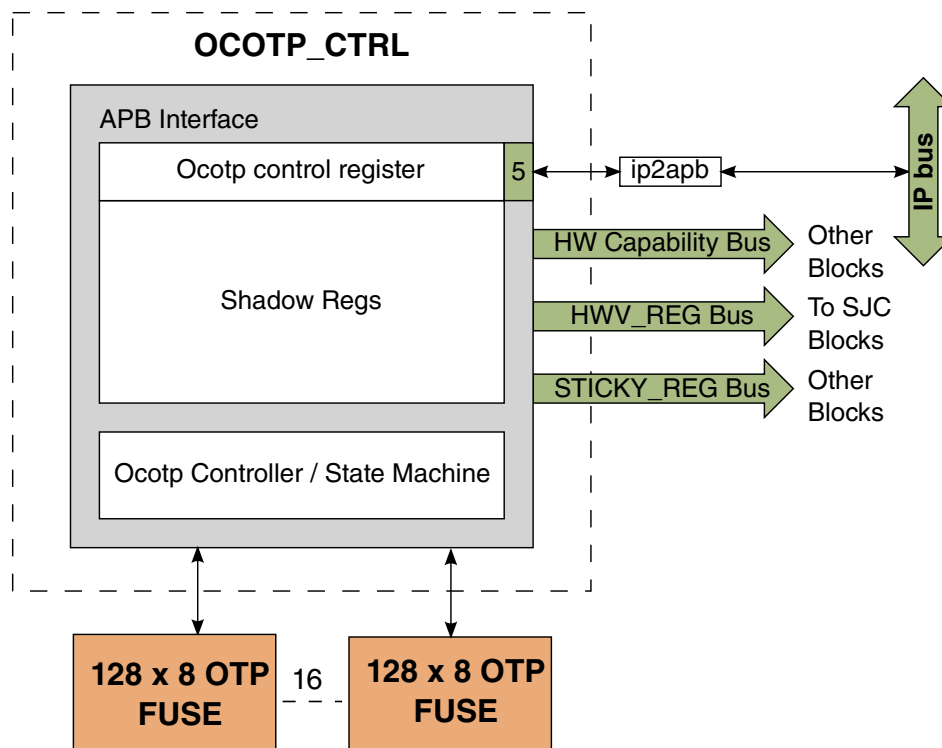 OCOTP_CTRL
APB Interface
Ocotp control register
5
ip2apb
IP bus
HW Capability Bus
Other
Blocks
Shadow Regs
HWV_REG Bus
To SJC
Blocks
STICKY_REG Bus
Other
Blocks
Ocotp Controller / State Machine
128 x 8 OTP
FUSE
16
128 x 8 OTP
FUSE